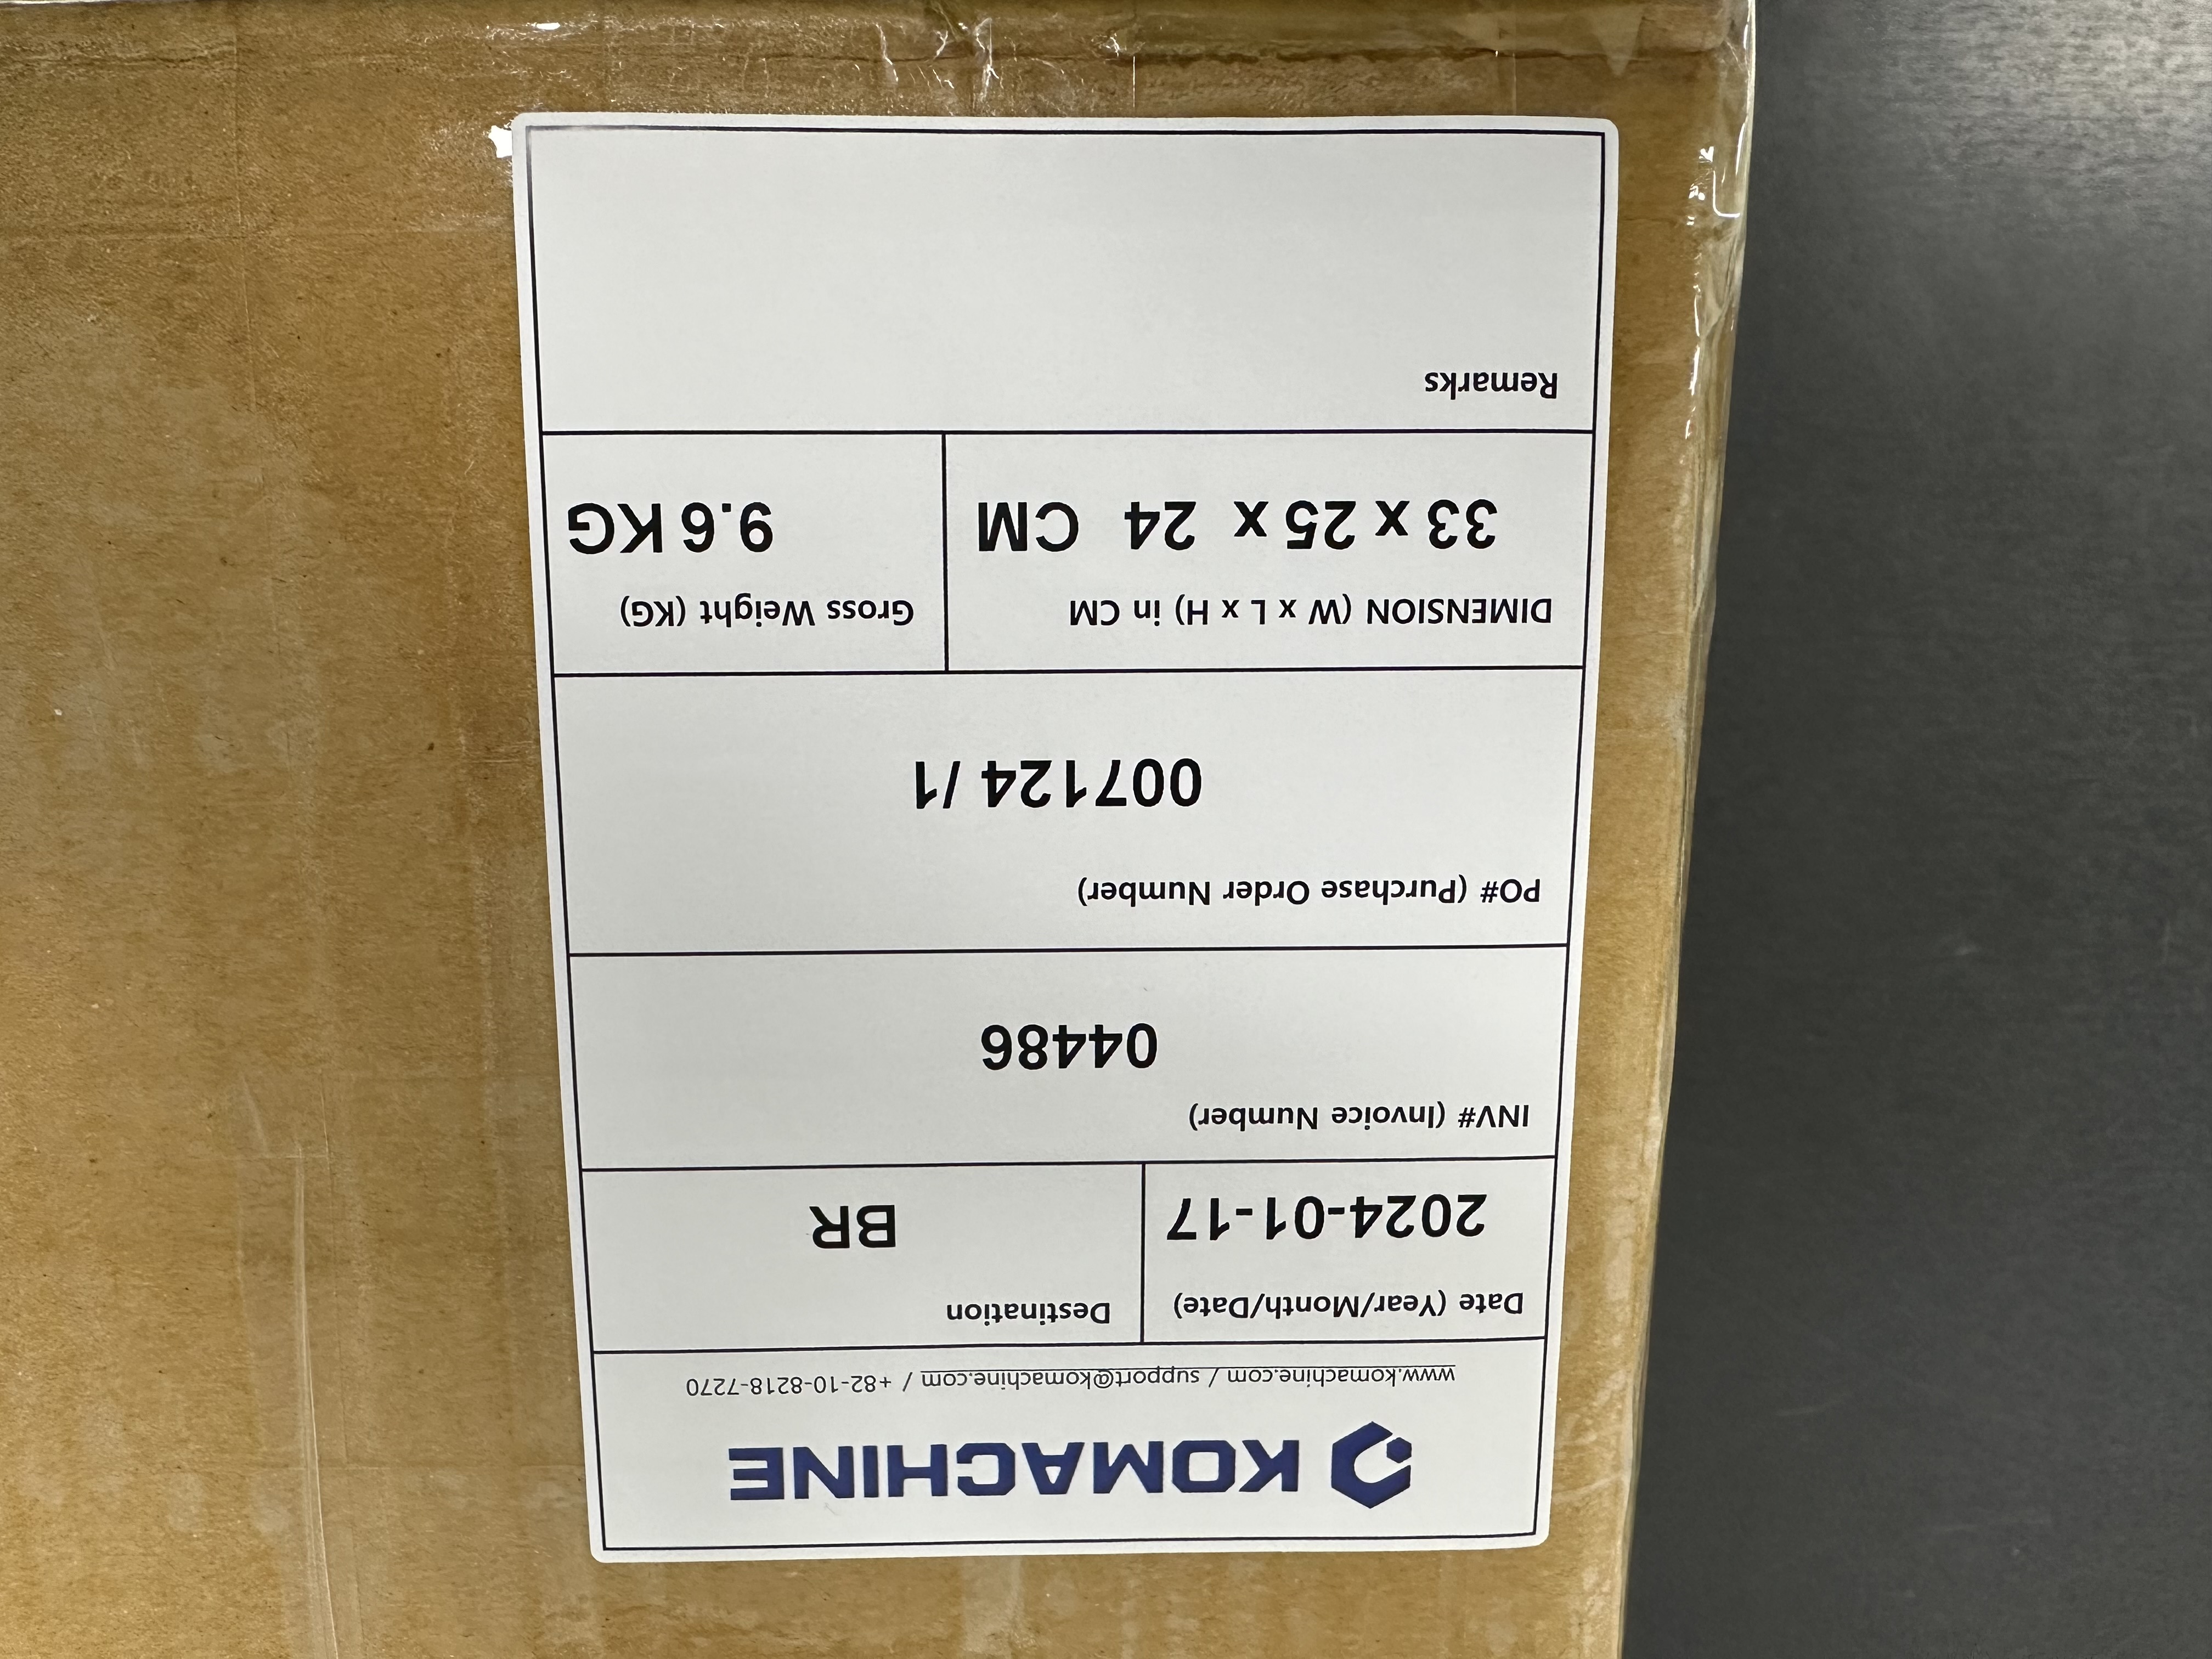 KOMACHINE
www.komachine.com / support@komachine.com / +82-10-8218-7270
Date (Year/Month/Date)
2024-01-17
Destination
BR
INV# (Invoice Number)
04486
PO# (Purchase Order Number)
007124 /1
DIMENSION (W x L x H) in CM
33 x 25 x 24 CM
Gross Weight (KG)
9.6 KG
Remarks